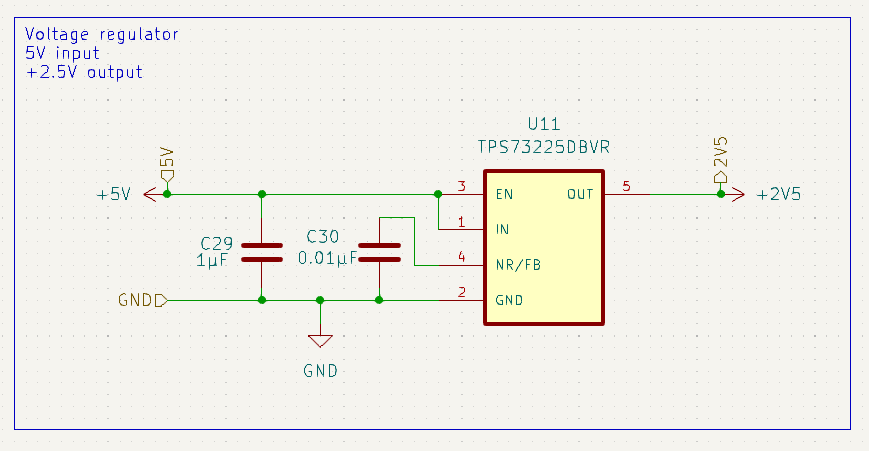 Voltage regulator
5V input
+2.5V output
U11
TPS73225DBVR
5V
2V5
+5V
3
EN
OUT
5
+2V5
1
IN
C29
1µF
C30
0.01µF
4
NR/FB
GND
2
GND
GND